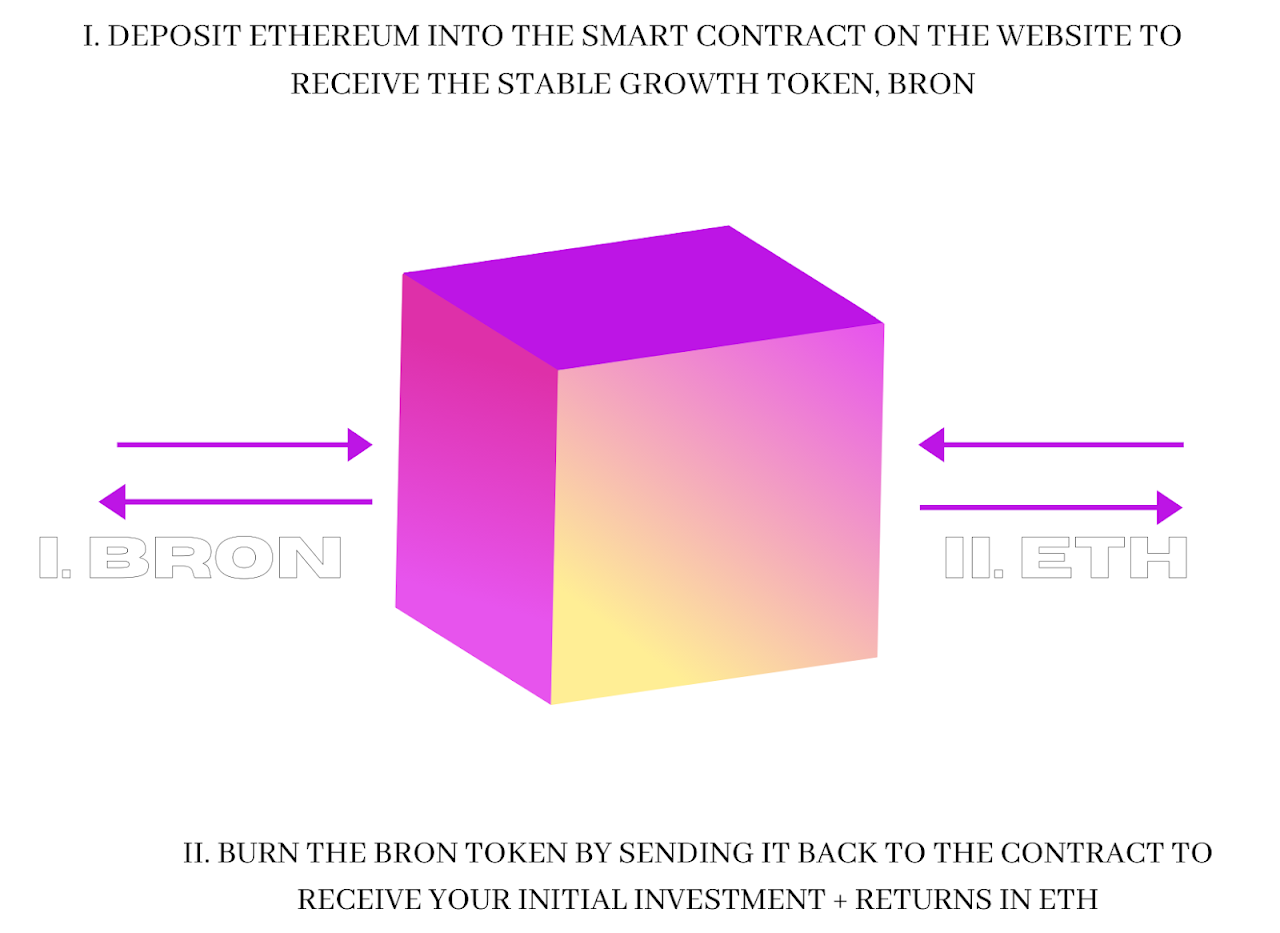 I. DEPOSIT ETHEREUM INTO THE SMART CONTRACT ON THE WEBSITE TO
RECEIVE THE STABLE GROWTH TOKEN, BRON
I. BRON
II. ETH
II. BURN THE BRON TOKEN BY SENDING IT BACK TO THE CONTRACT TO
RECEIVE YOUR INITIAL INVESTMENT + RETURNS IN ETH